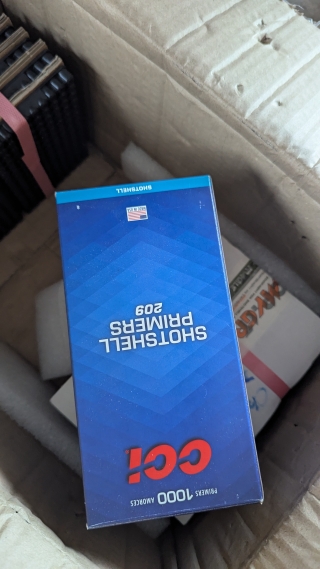 CCI
PRIMERS 1000 AMORCES
SHOTSHELL
PRIMERS
209
SHOTSHELL